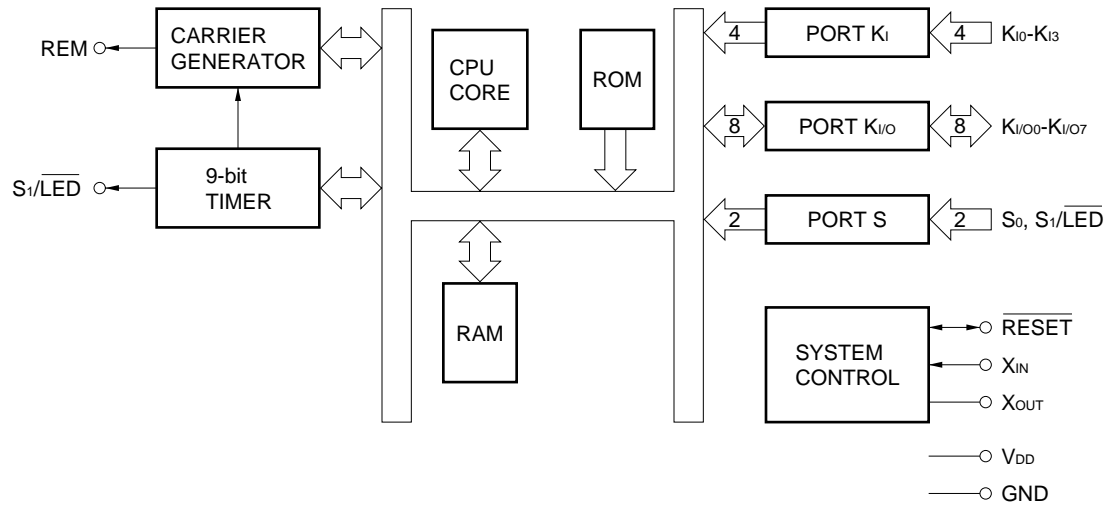 REM
CARRIER
GENERATOR
S1/LED
9-bit
TIMER
CPU
CORE
ROM
RAM
4
PORT KI
4
KI0-KI3
8
PORT KI/O
8
KI/O0-KI/O7
2
PORT S
2
S0, S1/LED
SYSTEM
CONTROL
RESET
XIN
XOUT
VDD
GND